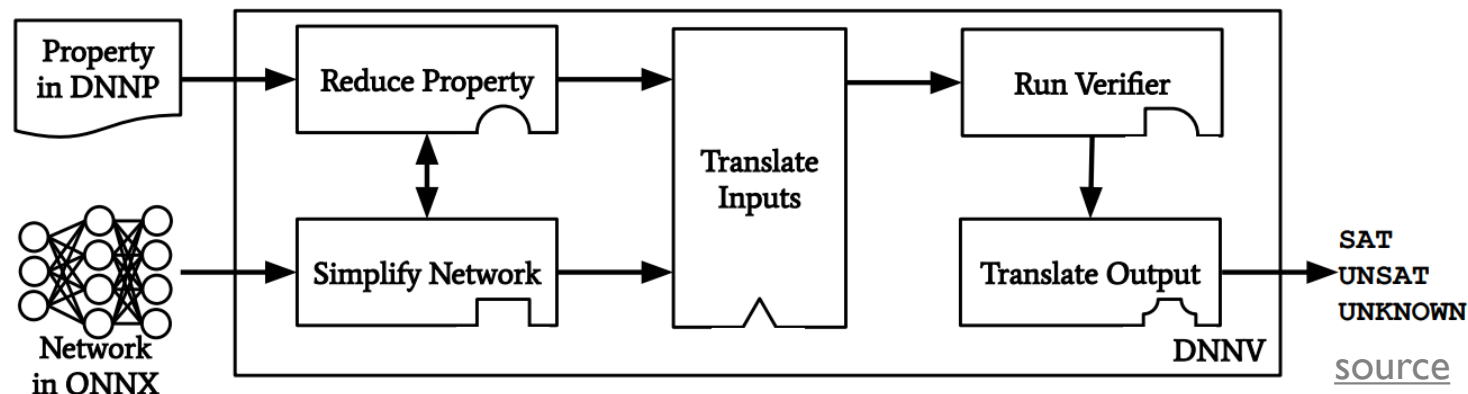 Property
in DNNP
Reduce Property
Translate
Inputs
Run Verifier
Network
in ONNX
Simplify Network
Translate Output
DNNV
SAT
UNSAT
UNKNOWN
source